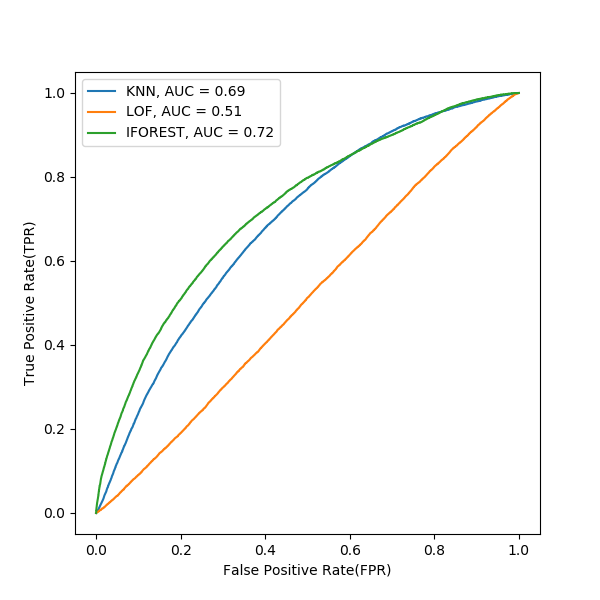 KNN, AUC = 0.69
LOF, AUC = 0.51
IFOREST, AUC = 0.72
1.0
0.8
0.6
0.4
0.2
0.0
True Positive Rate(TPR)
0.0 0.2 0.4 0.6 0.8 1.0
False Positive Rate(FPR)